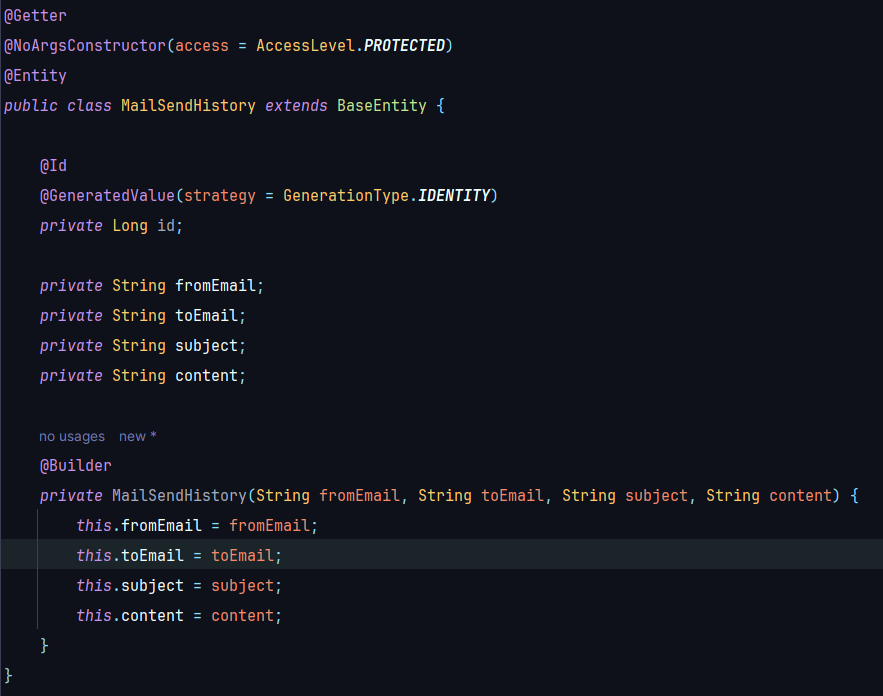 @Getter
@NoArgsConstructor(access = AccessLevel.PROTECTED)
@Entity
public class MailSendHistory extends BaseEntity {
@Id
@GeneratedValue(strategy = GenerationType.IDENTITY)
private Long id;
private String fromEmail;
private String toEmail;
private String subject;
private String content;
no usages new *
@Builder
private MailSendHistory(String fromEmail, String toEmail, String subject, String content) {
this.fromEmail = fromEmail;
this.toEmail = toEmail;
this.subject = subject;
this.content = content;
}
}